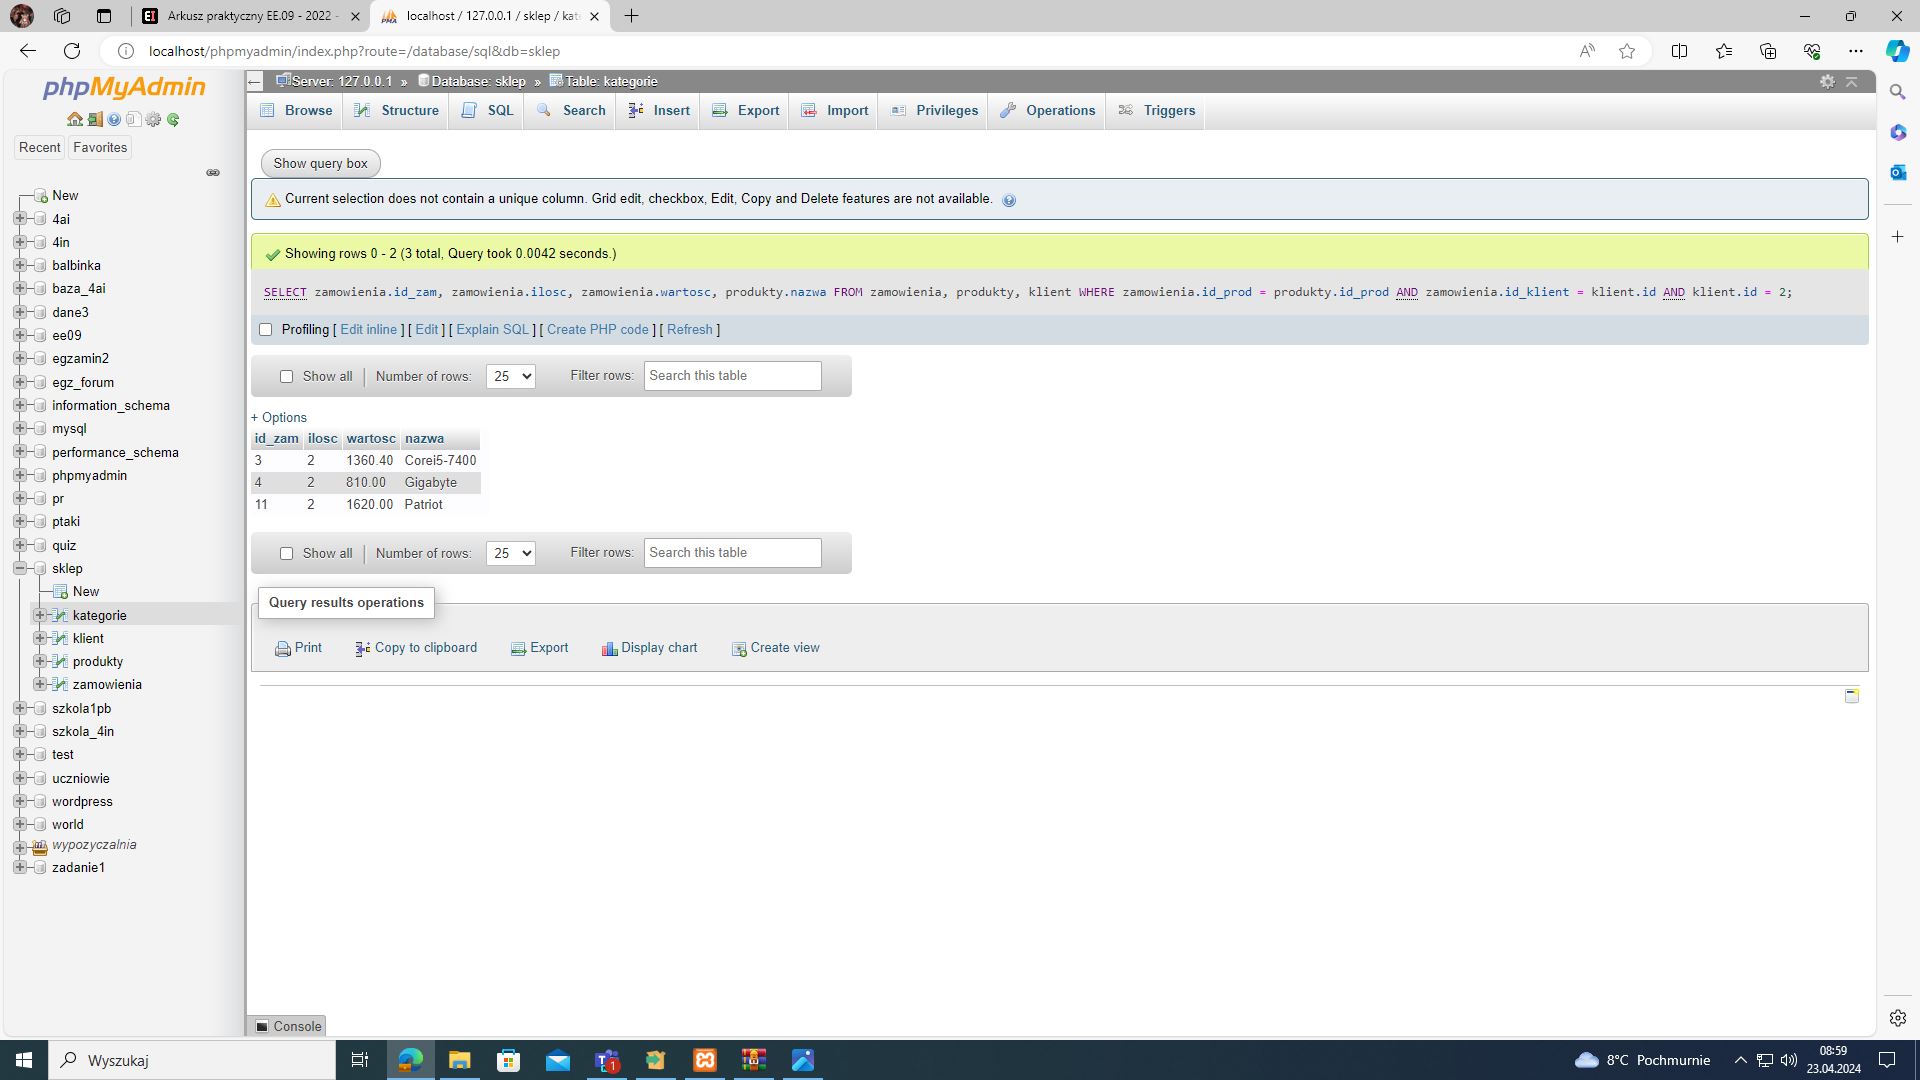 Arkusz praktyczny EE.09 - 2022 -
localhost / 127.0.0.1 / sklep / kat
localhost/phpmyadmin/index.php?route=/database/sql&db=sklep
phpMyAdmin
Recent
Favorites
New
4ai
4in
balbinka
baza_4ai
dane3
ee09
egzamin2
egz_forum
information_schema
mysql
performance_schema
phpmyadmin
pr
ptaki
quiz
sklep
New
kategorie
klient
produkty
zamowienia
szkola1pb
szkola_4in
test
uczniowie
wordpress
world
wypozyczalnia
zadanie1
Server: 127.0.0.1 » Database: sklep » Table: kategorie
Browse Structure SQL Search Insert Export Import Privileges Operations Triggers
Show query box
Current selection does not contain a unique column. Grid edit, checkbox, Edit, Copy and Delete features are not available.
Showing rows 0 - 2 (3 total, Query took 0.0042 seconds.)
SELECT zamowienia.id_zam, zamowienia.ilosc, zamowienia.wartosc, produkty.nazwa FROM zamowienia, produkty, klient WHERE zamowienia.id_prod = produkty.id_prod AND zamowienia.id_klient = klient.id AND klient.id = 2;
Profiling [ Edit inline ] [ Edit ] [ Explain SQL ] [ Create PHP code ] [ Refresh ]
Show all | Number of rows: 25 Filter rows: Search this table
+ Options
id_zam ilosc wartosc nazwa
3 2 1360.40 Corei5-7400
4 2 810.00 Gigabyte
11 2 1620.00 Patriot
Show all | Number of rows: 25 Filter rows: Search this table
Query results operations
Print Copy to clipboard Export Display chart Create view
Console
Wyszukaj
1
8°C Pochmurnie
08:59
23.04.2024